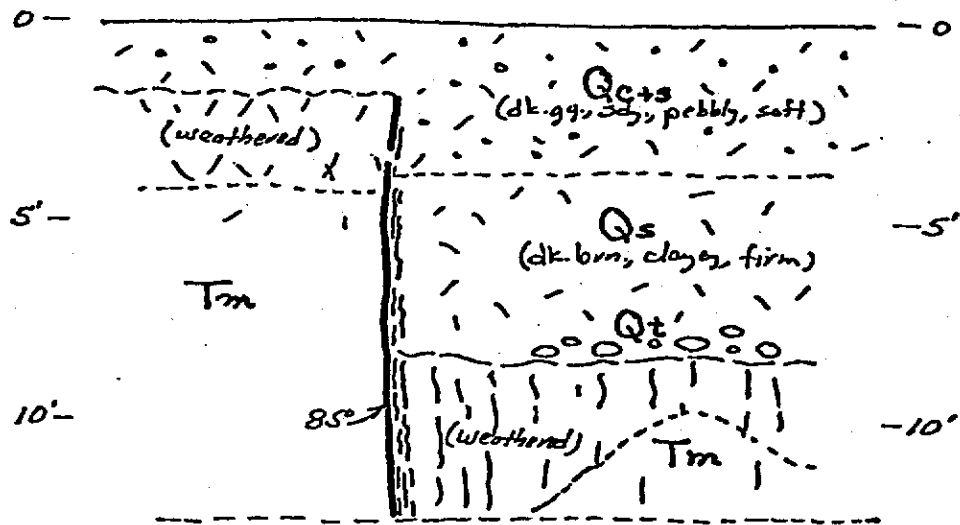 0 — — 0
Qc+s
(dk. gy., sdy., pebbly, soft)
(weathered)
5' — — 5'
Qs
(dk. brn., clayey, firm)
Tm
Qt
10' — — 10'
85°
(weathered)
Tm